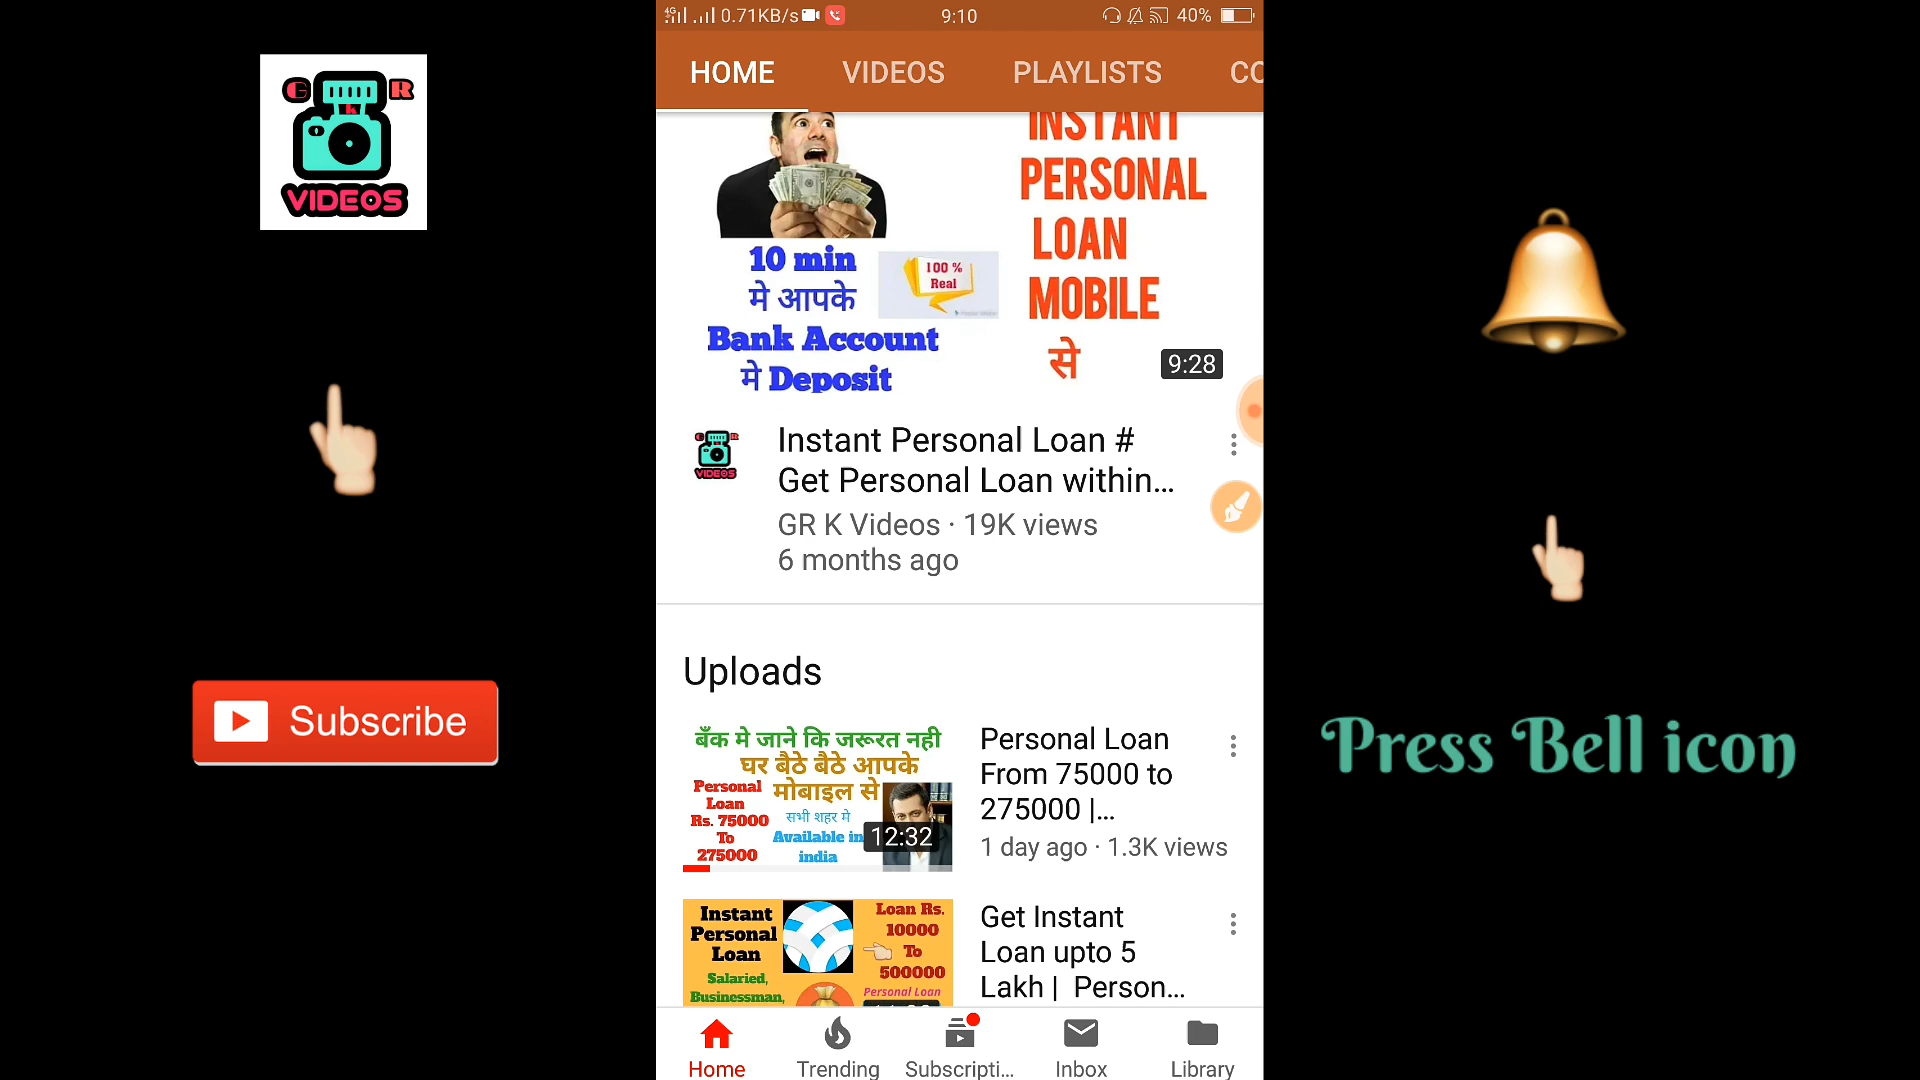 4G 0.71KB/s 9:10 40%
G R
K
VIDEOS
Subscribe
HOME VIDEOS PLAYLISTS CO
INSTANT
PERSONAL
LOAN
MOBILE
से
10 min
मे आपके
Bank Account
मे Deposit
100 %
Real
9:28
G R
VIDEOS
Instant Personal Loan #
Get Personal Loan within...
GR K Videos · 19K views
6 months ago
Uploads
बँक मे जाने कि जरूरत नही
घर बैठे बैठे आपके
मोबाइल से
Personal
Loan
Rs. 75000
To
275000
सभी शहर मे
Available in
india
12:32
Personal Loan
From 75000 to
275000 |...
1 day ago · 1.3K views
Instant
Personal
Loan
Salaried,
Businessman,
Loan Rs.
10000
To
500000
Personal Loan
Get Instant
Loan upto 5
Lakh | Person...
Home Trending Subscripti... Inbox Library
Press Bell icon